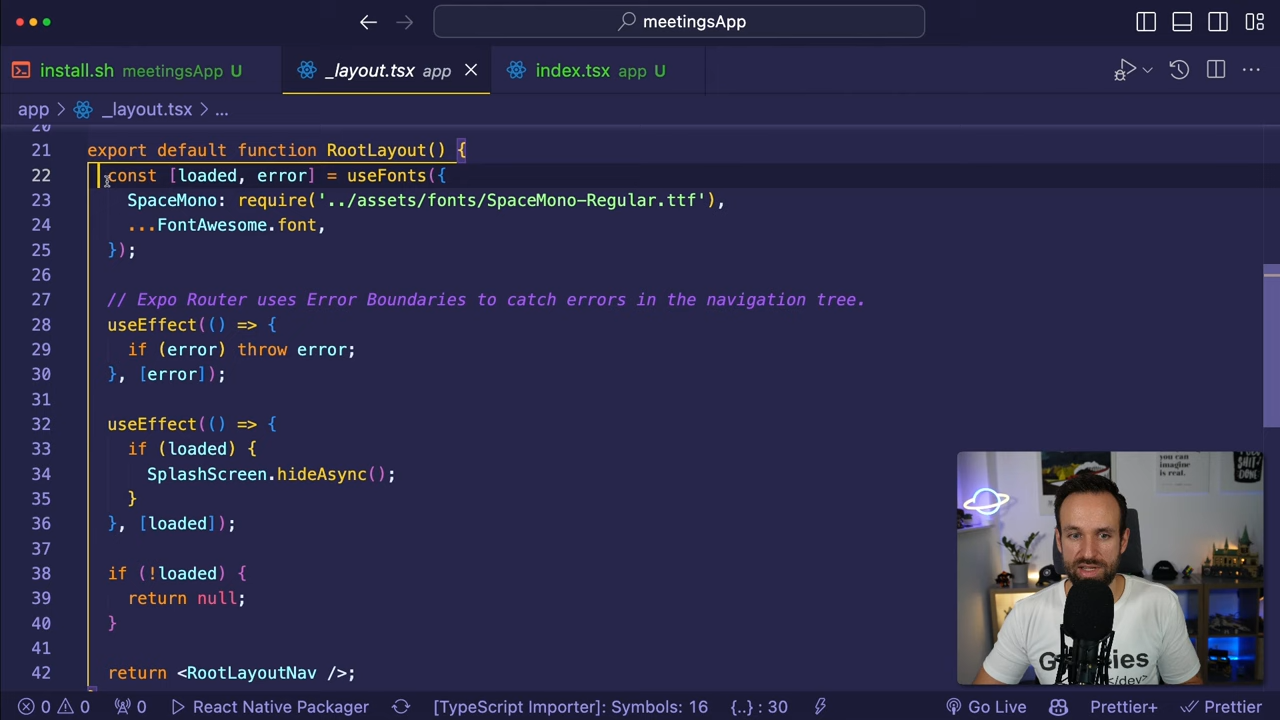 meetingsApp
install.sh meetingsApp U
_layout.tsx app
index.tsx app U
app > _layout.tsx > ...
20
21 export default function RootLayout() {
22 const [loaded, error] = useFonts({
23 SpaceMono: require('../assets/fonts/SpaceMono-Regular.ttf'),
24 ...FontAwesome.font,
25 });
26
27 // Expo Router uses Error Boundaries to catch errors in the navigation tree.
28 useEffect(() => {
29 if (error) throw error;
30 }, [error]);
31
32 useEffect(() => {
33 if (loaded) {
34 SplashScreen.hideAsync();
35 }
36 }, [loaded]);
37
38 if (!loaded) {
39 return null;
40 }
41
42 return <RootLayoutNav />;
you can
imagine
is real.
0 0 0 React Native Packager [TypeScript Importer]: Symbols: 16 {..} : 30 Go Live Prettier+ Prettier